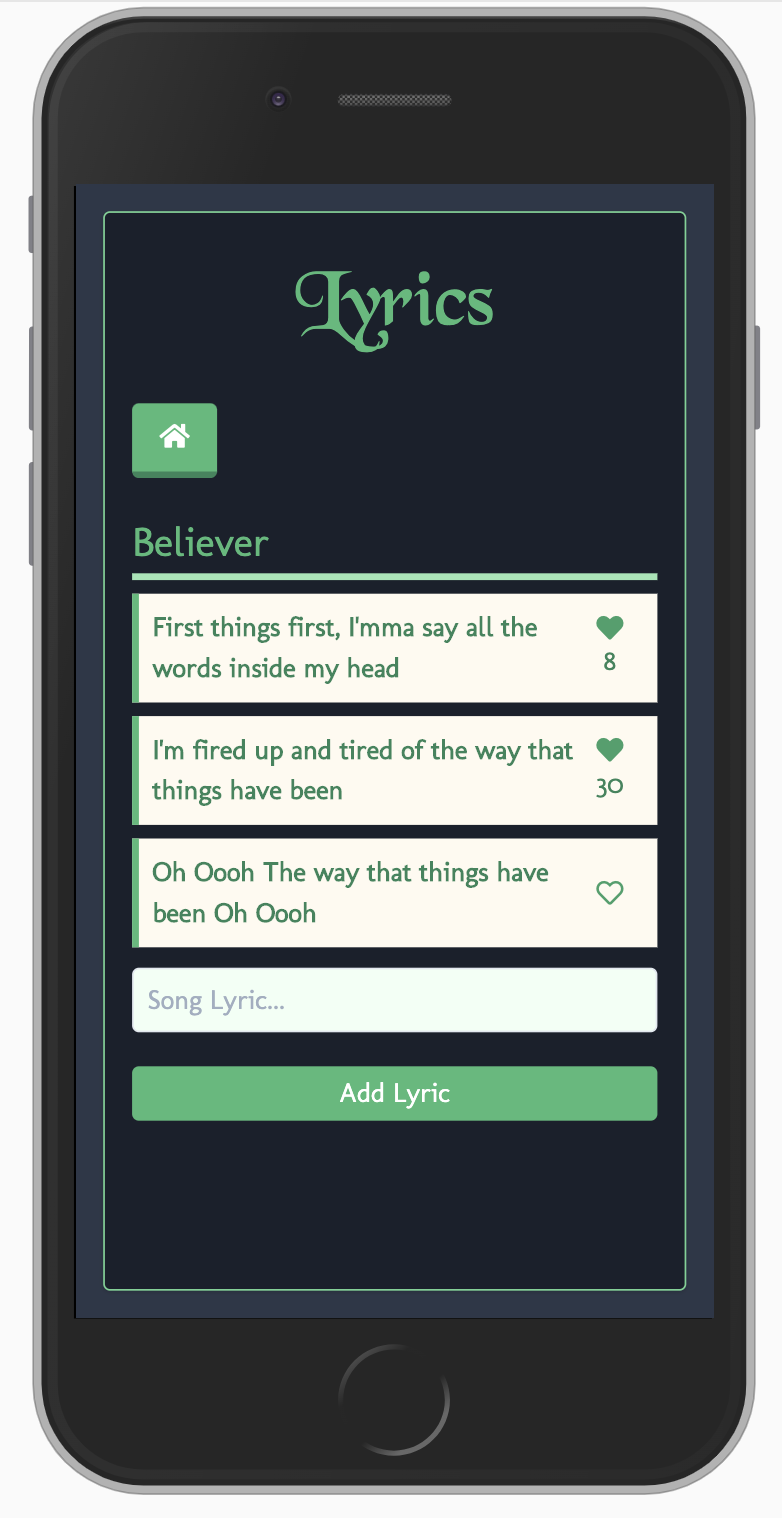 Lyrics
Believer
First things first, I'mma say all the
words inside my head
8
I'm fired up and tired of the way that
things have been
30
Oh Oooh The way that things have
been Oh Oooh
Song Lyric...
Add Lyric